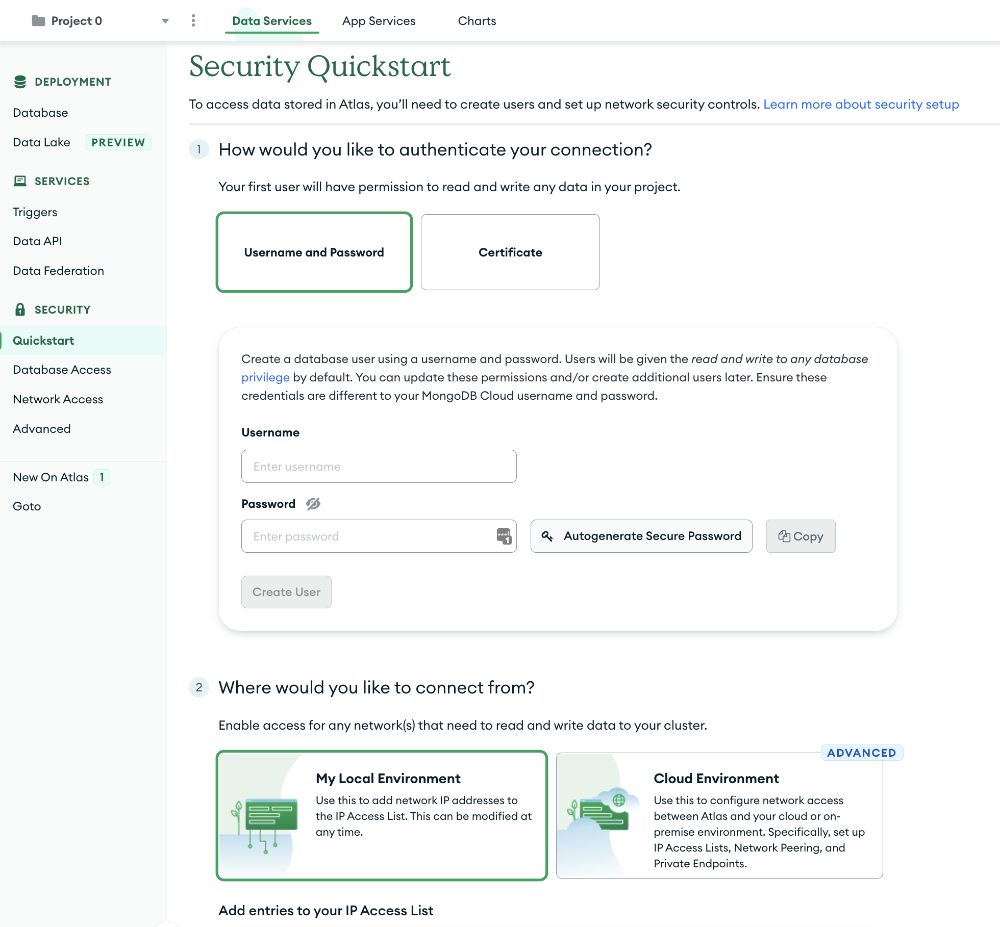 Project 0
Data Services
App Services
Charts
DEPLOYMENT
Database
Data Lake PREVIEW
SERVICES
Triggers
Data API
Data Federation
SECURITY
Quickstart
Database Access
Network Access
Advanced
New On Atlas 1
Goto
Security Quickstart
To access data stored in Atlas, you’ll need to create users and set up network security controls. Learn more about security setup
1 How would you like to authenticate your connection?
Your first user will have permission to read and write any data in your project.
Username and Password
Certificate
Create a database user using a username and password. Users will be given the read and write to any database
privilege by default. You can update these permissions and/or create additional users later. Ensure these
credentials are different to your MongoDB Cloud username and password.
Username
Enter username
Password
Enter password 1
Autogenerate Secure Password
Copy
Create User
2 Where would you like to connect from?
Enable access for any network(s) that need to read and write data to your cluster.
My Local Environment
Use this to add network IP addresses to
the IP Access List. This can be modified at
any time.
ADVANCED
Cloud Environment
Use this to configure network access
between Atlas and your cloud or on-
premise environment. Specifically, set up
IP Access Lists, Network Peering, and
Private Endpoints.
Add entries to your IP Access List